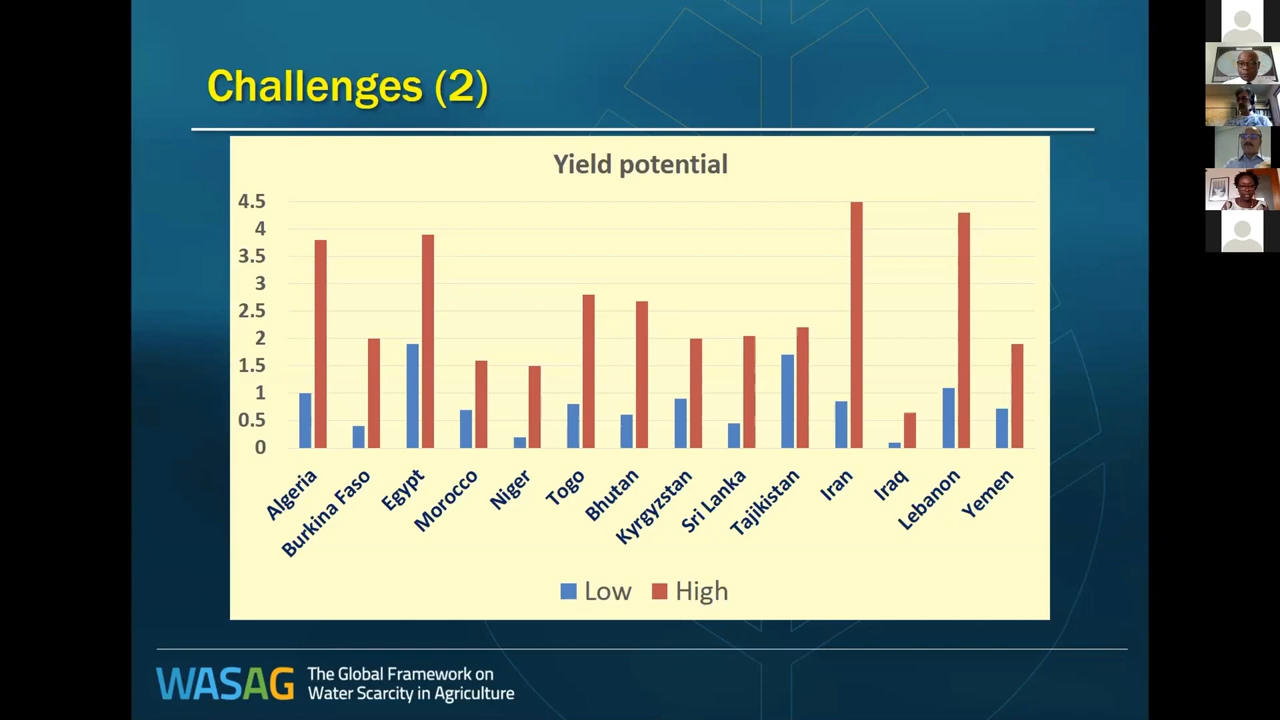 Challenges (2)
Yield potential
4.5
4
3.5
3
2.5
2
1.5
1
0.5
0
Algeria
Burkina Faso
Egypt
Morocco
Niger
Togo
Bhutan
Kyrgyzstan
Sri Lanka
Tajikistan
Iran
Iraq
Lebanon
Yemen
Low High
WASAG
The Global Framework on
Water Scarcity in Agriculture